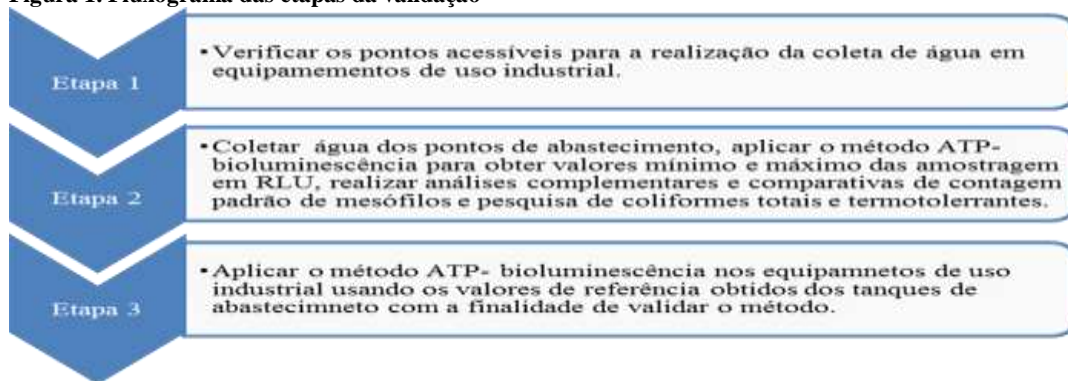 Figura 1. Fluxograma das etapas da validação
Etapa 1
•Verificar os pontos acessíveis para a realização da coleta de água em
equipamementos de uso industrial.
Etapa 2
•Coletar água dos pontos de abastecimento, aplicar o método ATP-
bioluminescência para obter valores mínimo e máximo das amostragem
em RLU, realizar análises complementares e comparativas de contagem
padrão de mesófilos e pesquisa de coliformes totais e termotolerrantes.
Etapa 3
•Aplicar o método ATP- bioluminescência nos equipamnetos de uso
industrial usando os valores de referência obtidos dos tanques de
abastecimneto com a finalidade de validar o método.